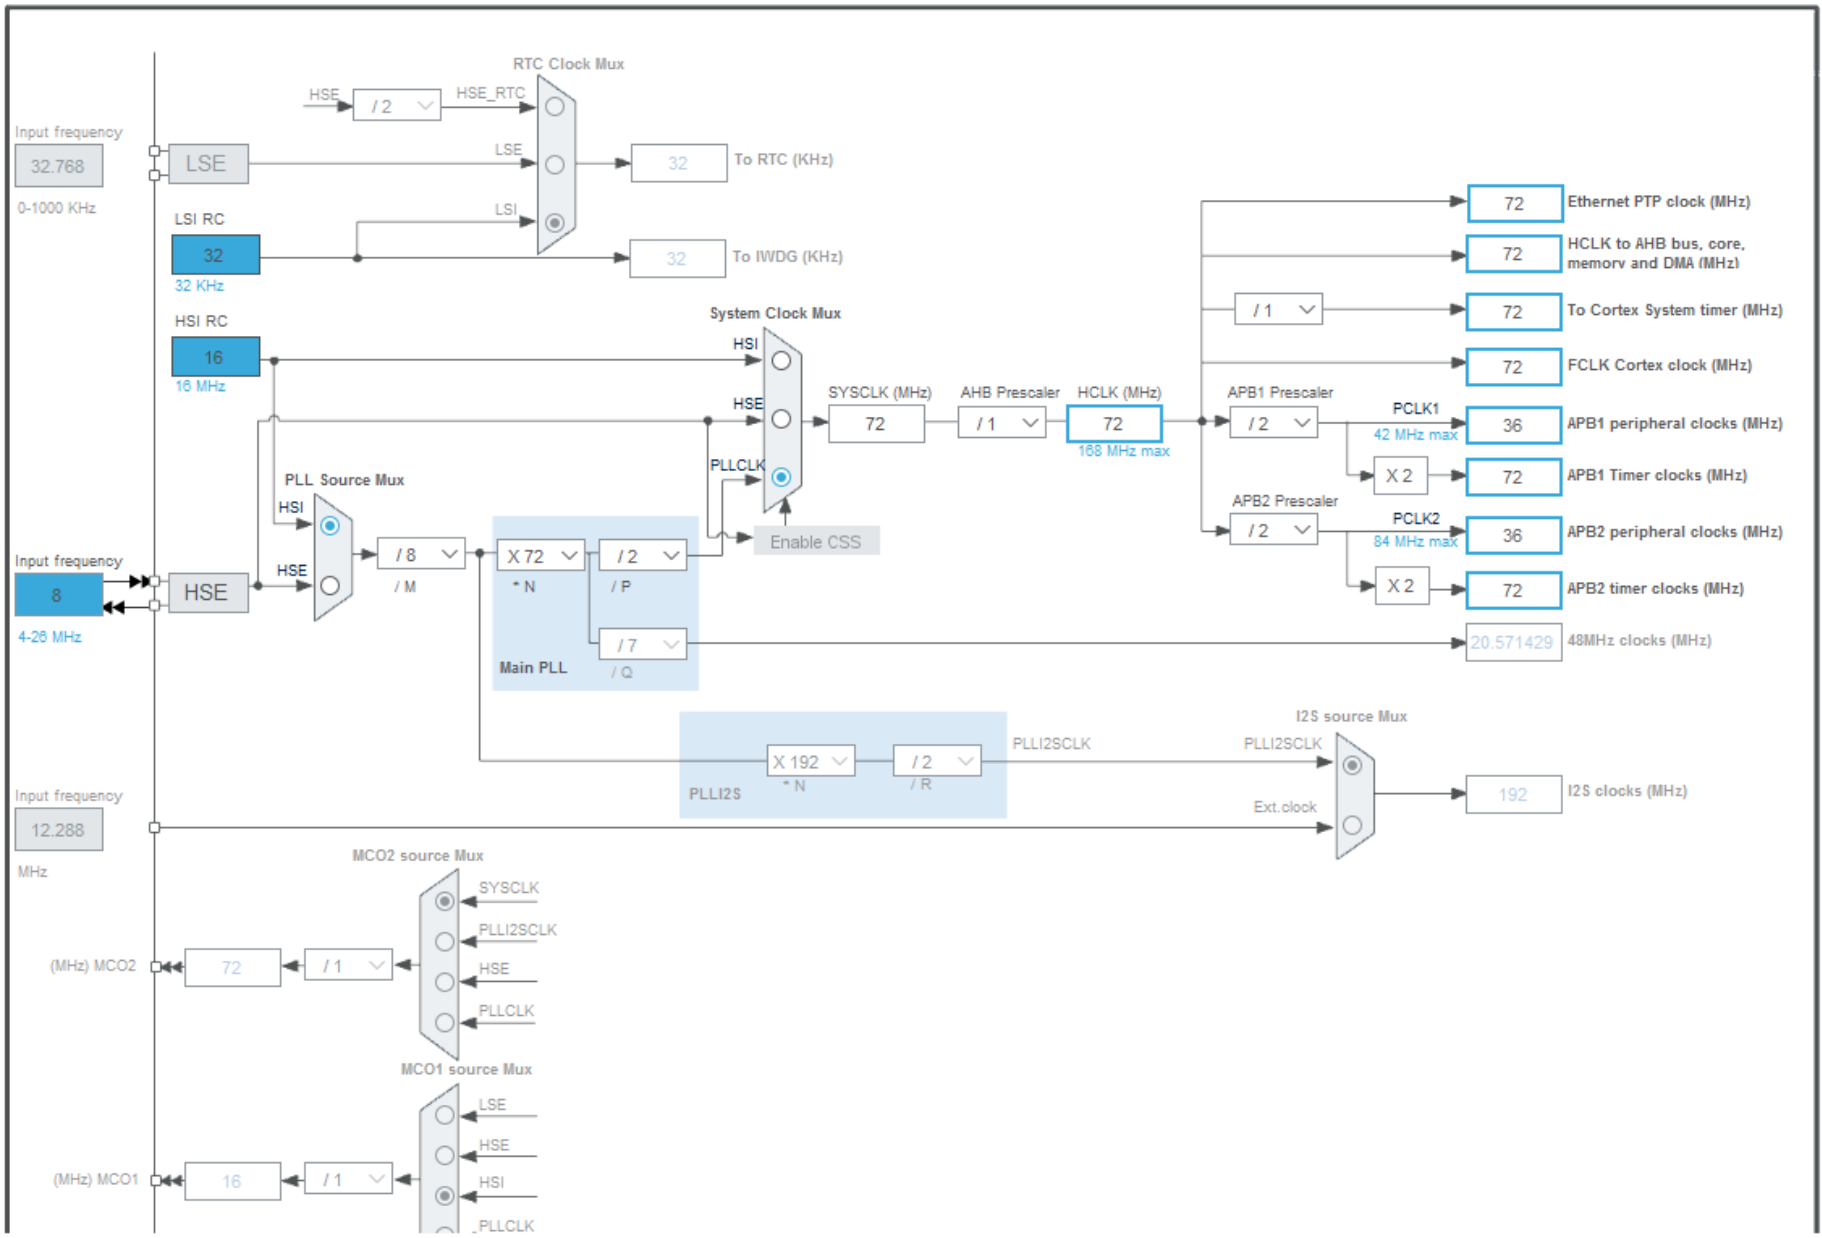 RTC Clock Mux
HSE
/ 2
HSE_RTC
Input frequency
32.768
0-1000 KHz
LSE
LSE
32
To RTC (KHz)
LSI RC
32
32 KHz
LSI
32
To IWDG (KHz)
HSI RC
16
16 MHz
System Clock Mux
HSI
HSE
PLLCLK
SYSCLK (MHz)
72
AHB Prescaler
/ 1
HCLK (MHz)
72
168 MHz max
72
Ethernet PTP clock (MHz)
72
HCLK to AHB bus, core,
memory and DMA (MHz)
/ 1
72
To Cortex System timer (MHz)
72
FCLK Cortex clock (MHz)
APB1 Prescaler
/ 2
PCLK1
42 MHz max
36
APB1 peripheral clocks (MHz)
X 2
72
APB1 Timer clocks (MHz)
APB2 Prescaler
/ 2
PCLK2
84 MHz max
36
APB2 peripheral clocks (MHz)
X 2
72
APB2 timer clocks (MHz)
PLL Source Mux
HSI
HSE
Input frequency
8
4-26 MHz
HSE
/ 8
/ M
X 72
* N
/ 2
/ P
/ 7
/ Q
Main PLL
Enable CSS
20.571429
48MHz clocks (MHz)
X 192
* N
/ 2
/ R
PLLI2S
PLLI2SCLK
I2S source Mux
PLLI2SCLK
Ext.clock
192
I2S clocks (MHz)
Input frequency
12.288
MHz
MCO2 source Mux
SYSCLK
PLLI2SCLK
HSE
PLLCLK
(MHz) MCO2
72
/ 1
MCO1 source Mux
LSE
HSE
HSI
PLLCLK
(MHz) MCO1
16
/ 1